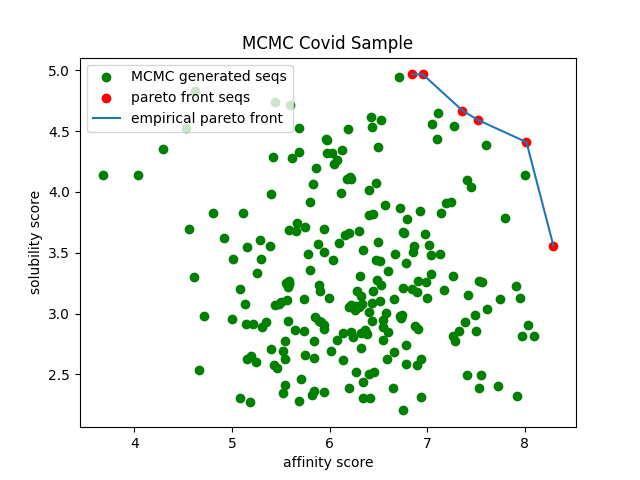 MCMC Covid Sample
MCMC generated seqs
pareto front seqs
empirical pareto front
5.0
4.5
4.0
3.5
3.0
2.5
solubility score
4 5 6 7 8
affinity score